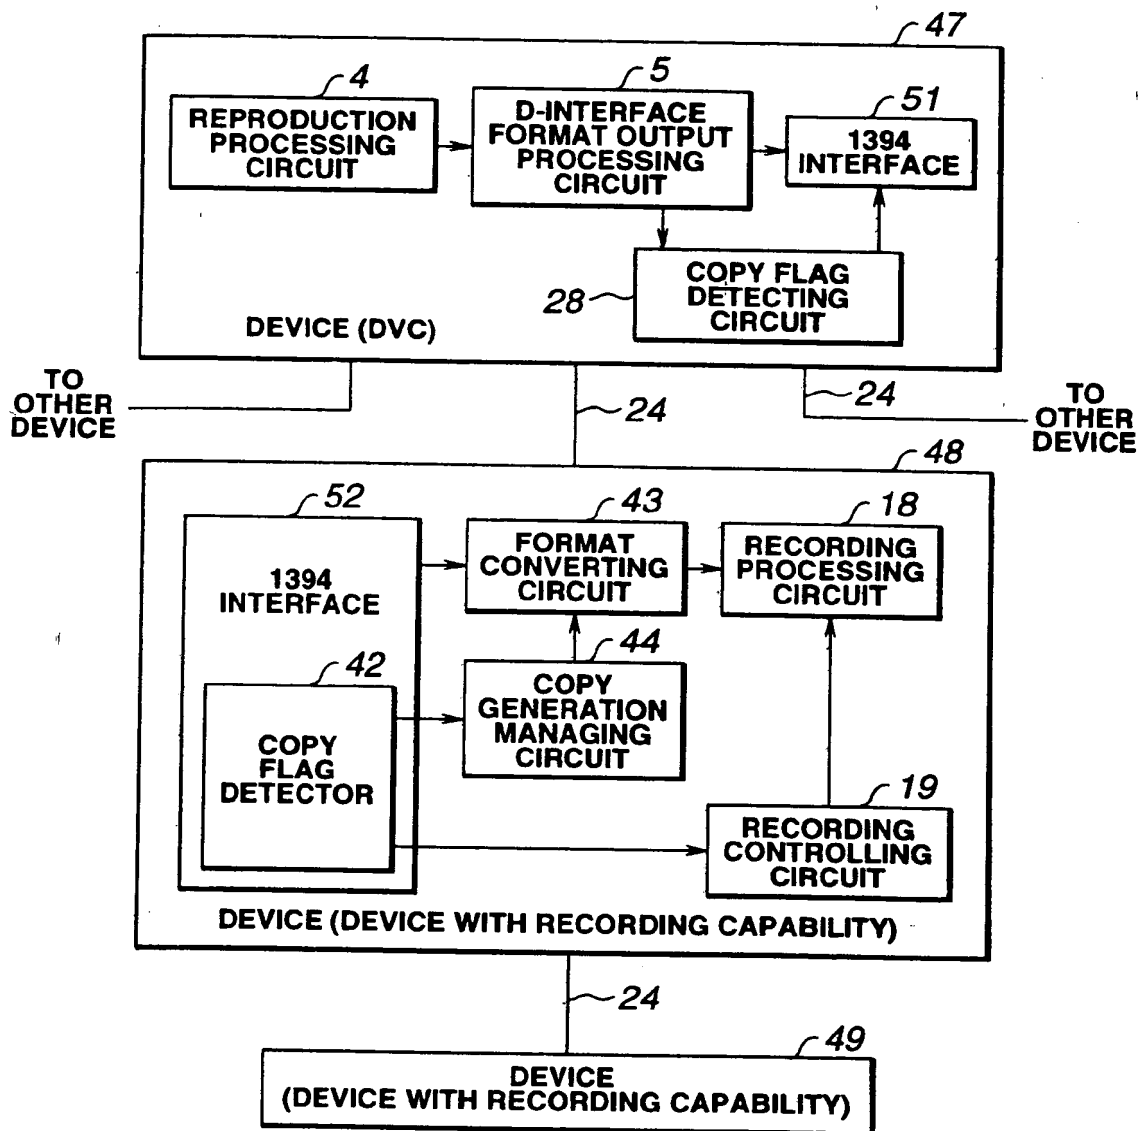 47
4
REPRODUCTION
PROCESSING
CIRCUIT
5
D-INTERFACE
FORMAT OUTPUT
PROCESSING
CIRCUIT
51
1394
INTERFACE
28
COPY FLAG
DETECTING
CIRCUIT
DEVICE (DVC)
TO
OTHER
DEVICE
24
24
TO
OTHER
DEVICE
48
52
1394
INTERFACE
43
FORMAT
CONVERTING
CIRCUIT
18
RECORDING
PROCESSING
CIRCUIT
42
COPY
FLAG
DETECTOR
44
COPY
GENERATION
MANAGING
CIRCUIT
19
RECORDING
CONTROLLING
CIRCUIT
DEVICE (DEVICE WITH RECORDING CAPABILITY)
24
49
DEVICE
(DEVICE WITH RECORDING CAPABILITY)